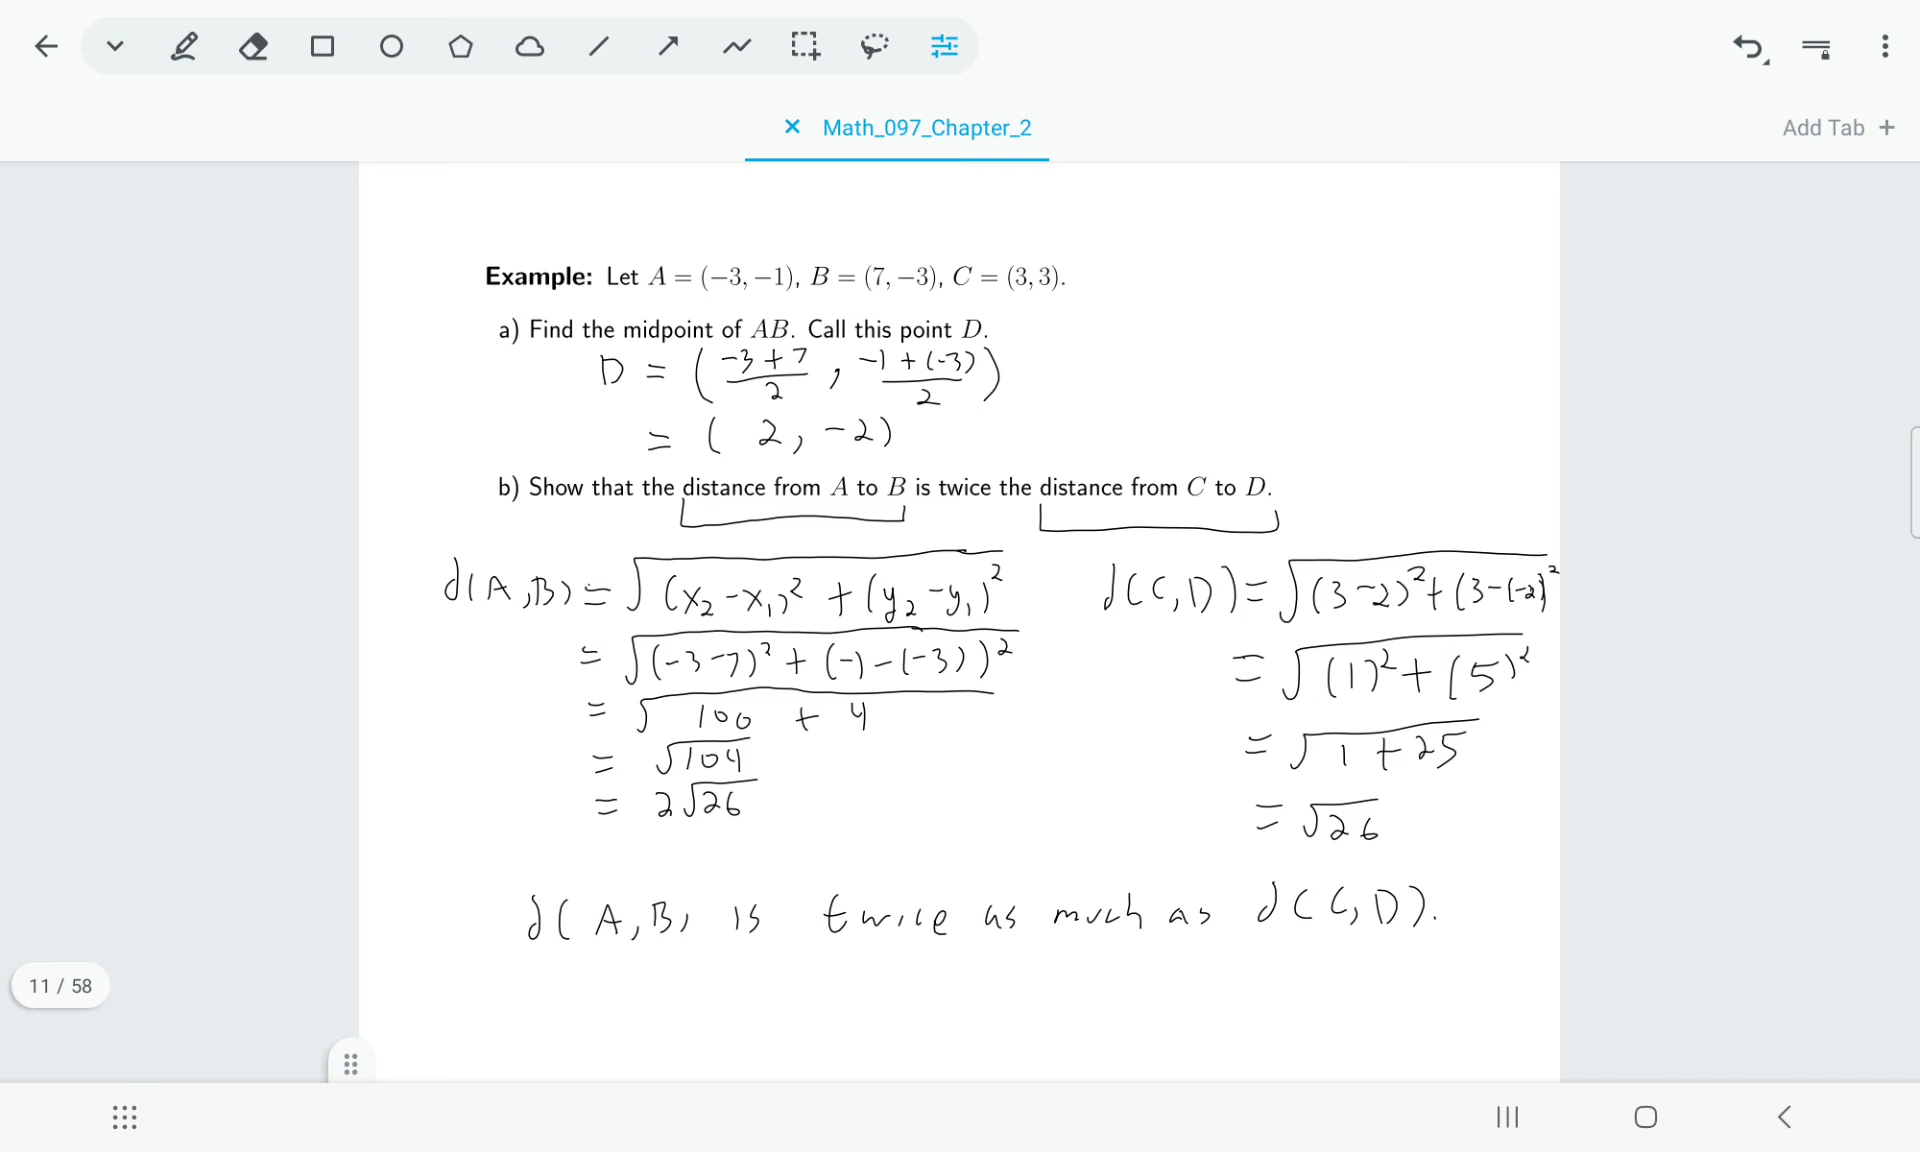 Math_097_Chapter_2
Add Tab +
Example: Let A = (−3, −1), B = (7, −3), C = (3, 3).
a) Find the midpoint of AB. Call this point D.
D = ( (-3+7)/2 , (-1+(-3))/2 )
= ( 2, -2)
b) Show that the distance from A to B is twice the distance from C to D.
d(A,B) = √((x₂-x₁)² + (y₂-y₁)²
= √((-3-7)² + (-1-(-3))²
= √(100 + 4)
= √104
= 2√26
d(C,D) = √((3-2)² + (3-(-2)²
= √((1)² + (5)²
= √(1 + 25)
= √26
d(A,B) is twice as much as d(C,D).
11 / 58